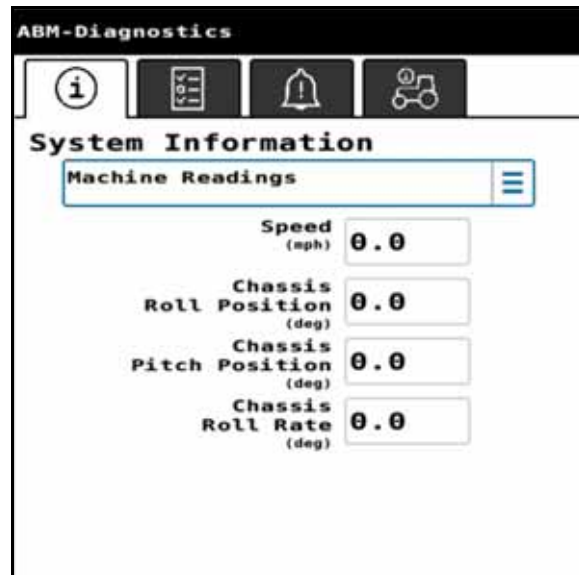 ABM-Diagnostics
System Information
Machine Readings
Speed
(mph)
0.0
Chassis
Roll Position
(deg)
0.0
Chassis
Pitch Position
(deg)
0.0
Chassis
Roll Rate
(deg)
0.0